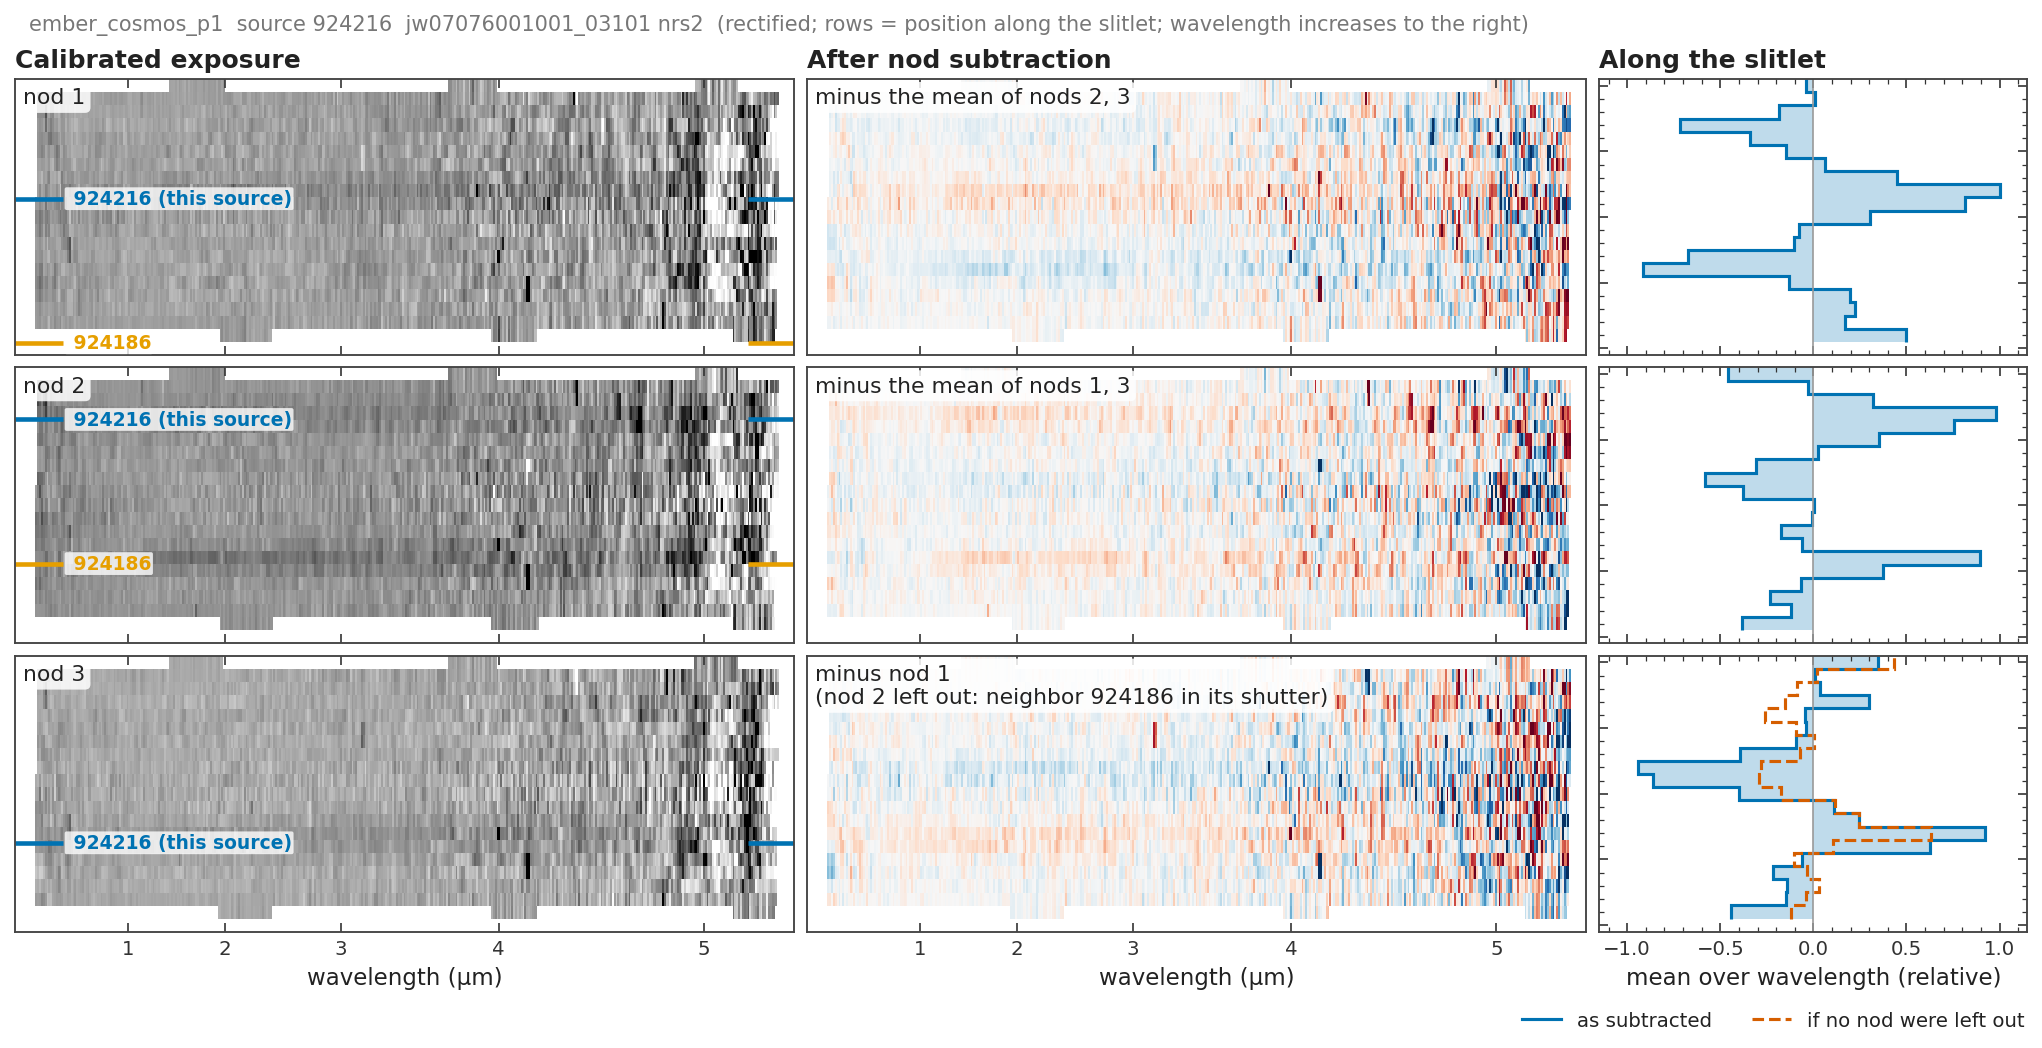 ember_cosmos_p1  source 924216  jw07076001001_03101 nrs2  (rectified; rows = position along the slitlet; wavelength increases to the right)
Calibrated exposure
After nod subtraction
Along the slitlet
nod 1
924216 (this source)
924186
minus the mean of nods 2, 3
nod 2
924216 (this source)
924186
minus the mean of nods 1, 3
nod 3
924216 (this source)
minus nod 1
(nod 2 left out: neighbor 924186 in its shutter)
1 2 3 4 5
wavelength (µm)
1 2 3 4 5
wavelength (µm)
−1.0 −0.5 0.0 0.5 1.0
mean over wavelength (relative)
as subtracted
if no nod were left out